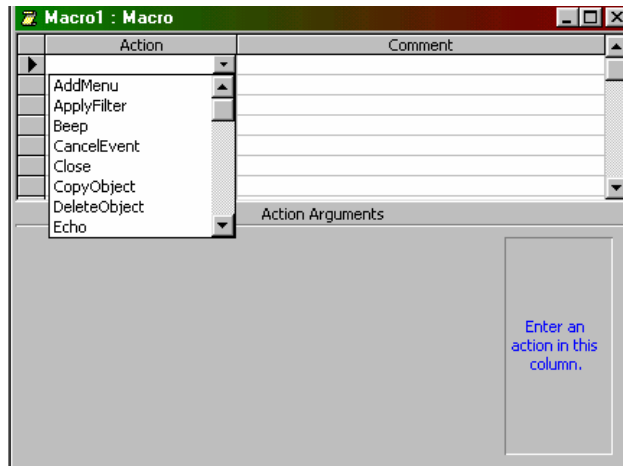 Macro1 : Macro
Action Comment
AddMenu
ApplyFilter
Beep
CancelEvent
Close
CopyObject
DeleteObject
Echo
Action Arguments
Enter an
action in this
column.